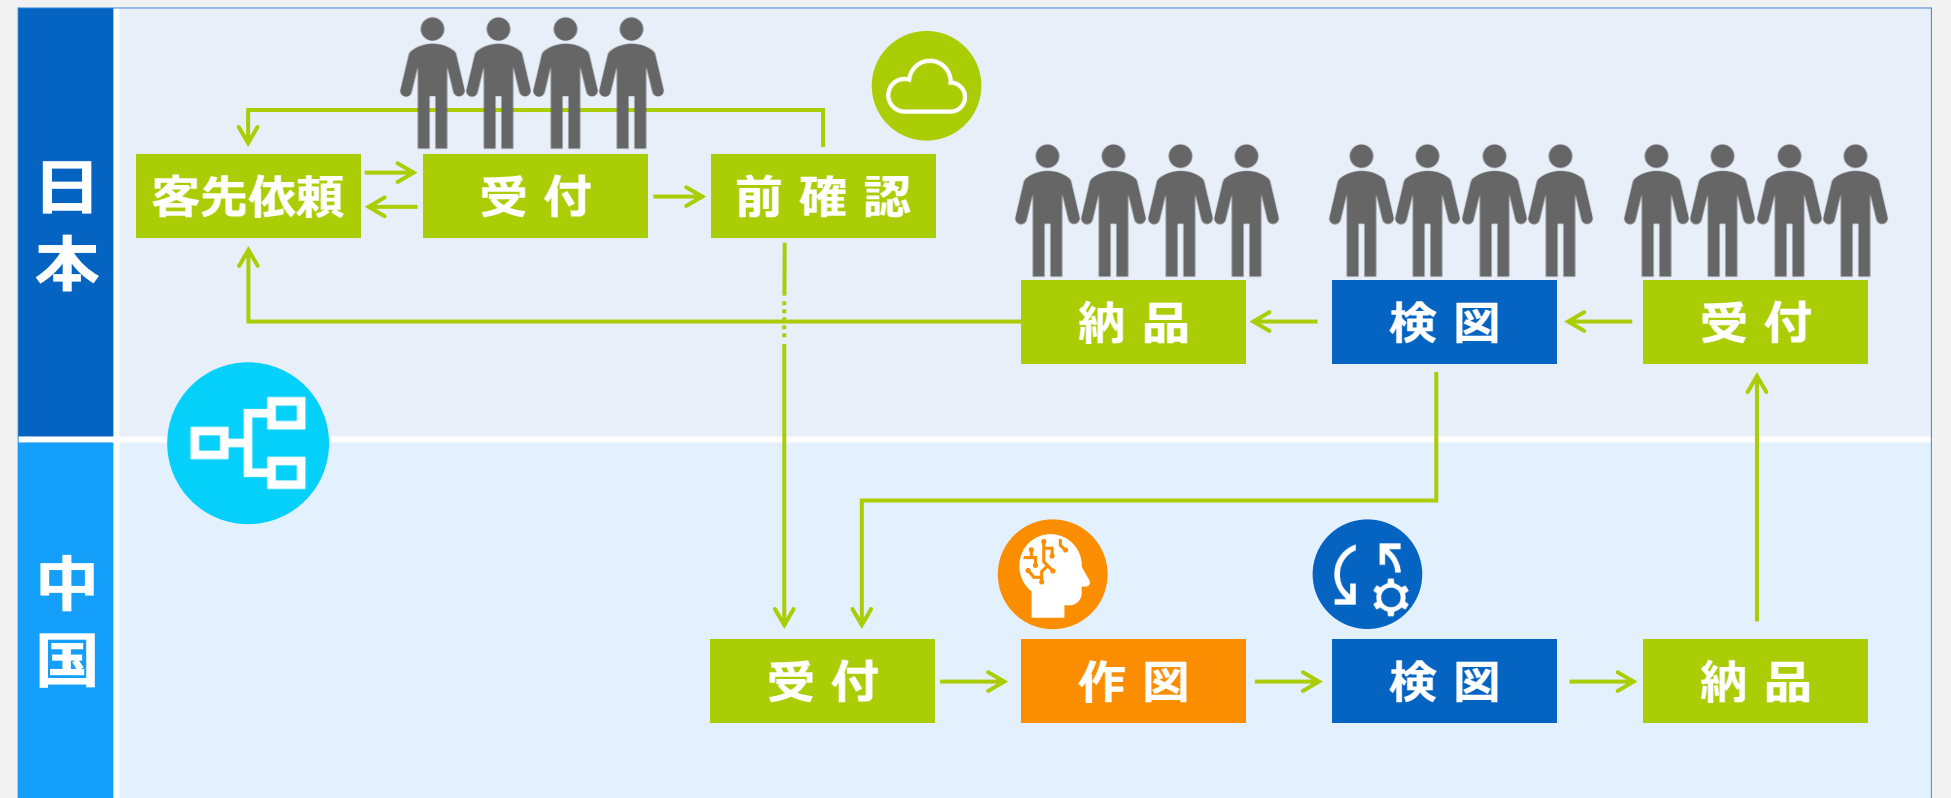 日本
客先依頼
受付
前確認
納品
検図
受付
中国
受付
作図
検図
納品